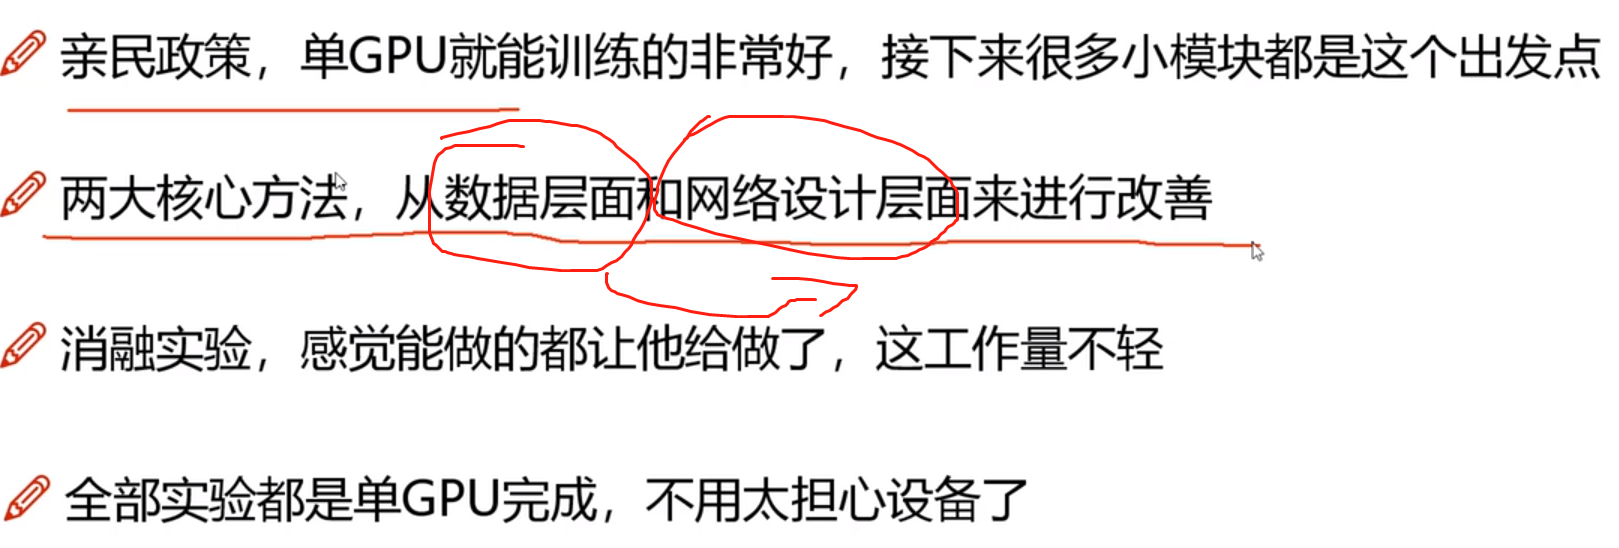 亲民政策，单GPU就能训练的非常好，接下来很多小模块都是这个出发点
两大核心方法，从数据层面和网络设计层面来进行改善
消融实验，感觉能做的都让他给做了，这工作量不轻
全部实验都是单GPU完成，不用太担心设备了